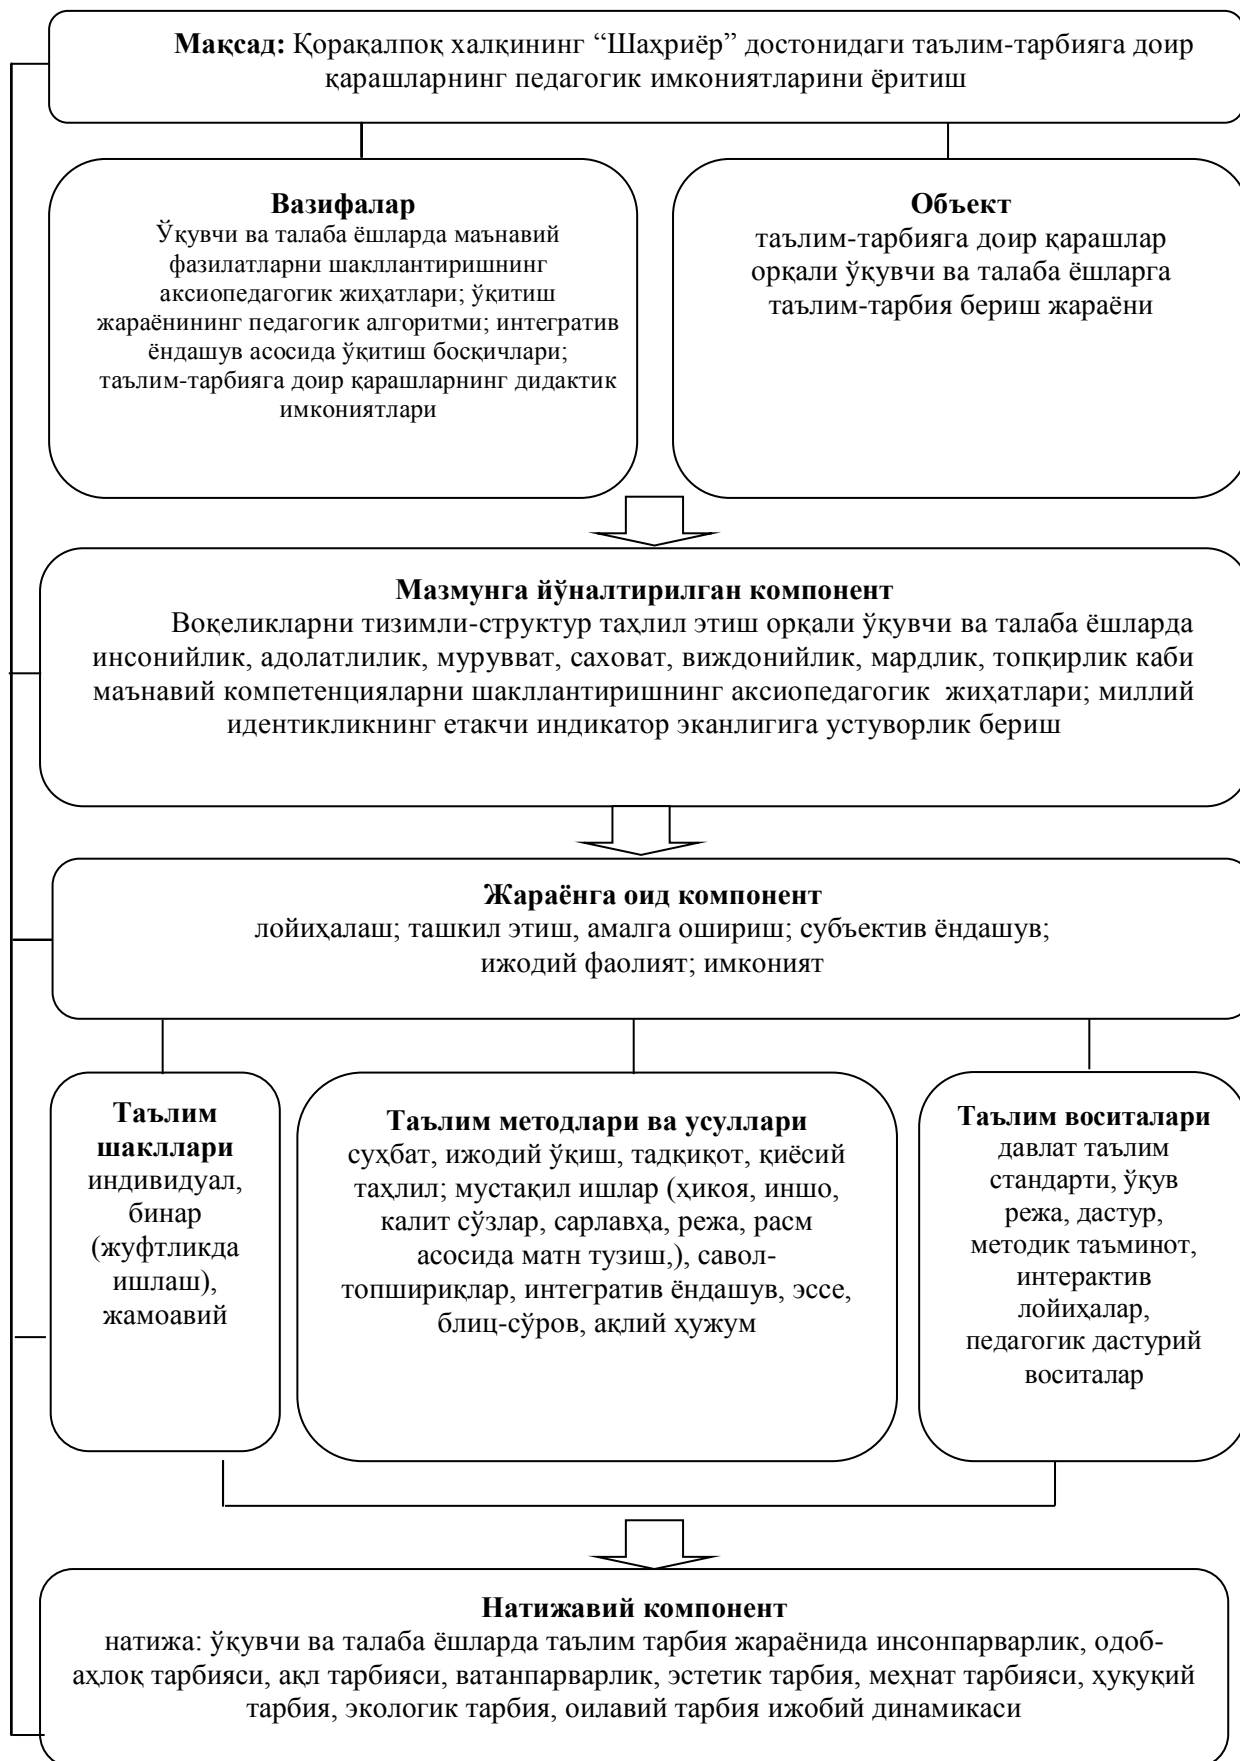 Мақсад: Қорақалпоқ халқининг “Шаҳриёр” достонидаги таълим-тарбияга доир
қарашларнинг педагогик имкониятларини ёритиш
Вазифалар
Ўқувчи ва талаба ёшларда маънавий
фазилатларни шакллантиришнинг
аксиопедагогик жиҳатлари; ўқитиш
жараёнининг педагогик алгоритми; интегратив
ёндашув асосида ўқитиш босқичлари;
таълим-тарбияга доир қарашларнинг дидактик
имкониятлари
Объект
таълим-тарбияга доир қарашлар
орқали ўқувчи ва талаба ёшларга
таълим-тарбия бериш жараёни
Мазмунга йўналтирилган компонент
Воқеликларни тизимли-структур таҳлил этиш орқали ўқувчи ва талаба ёшларда
инсонийлик, адолатлилик, мурувват, саховат, виждонийлик, мардлик, топқирлик каби
маънавий компетенцияларни шакллантиришнинг аксиопедагогик жиҳатлари; миллий
идентикликнинг етакчи индикатор эканлигига устуворлик бериш
Жараёнга оид компонент
лойиҳалаш; ташкил этиш, амалга ошириш; субъектив ёндашув;
ижодий фаолият; имконият
Таълим
шакллари
индивидуал,
бинар
(жуфтликда
ишлаш),
жамоавий
Таълим методлари ва усуллари
суҳбат, ижодий ўқиш, тадқиқот, қиёсий
таҳлил; мустақил ишлар (ҳикоя, иншо,
калит сўзлар, сарлавҳа, режа, расм
асосида матн тузиш,), савол-
топшириқлар, интегратив ёндашув, эссе,
блиц-сўров, ақлий ҳужум
Таълим воситалари
давлат таълим
стандарти, ўқув
режа, дастур,
методик таъминот,
интерактив
лойиҳалар,
педагогик дастурий
воситалар
Натижавий компонент
натижа: ўқувчи ва талаба ёшларда таълим тарбия жараёнида инсонпарварлик, одоб-
аҳлоқ тарбияси, ақл тарбияси, ватанпарварлик, эстетик тарбия, меҳнат тарбияси, ҳуқуқий
тарбия, экологик тарбия, оилавий тарбия ижобий динамикаси